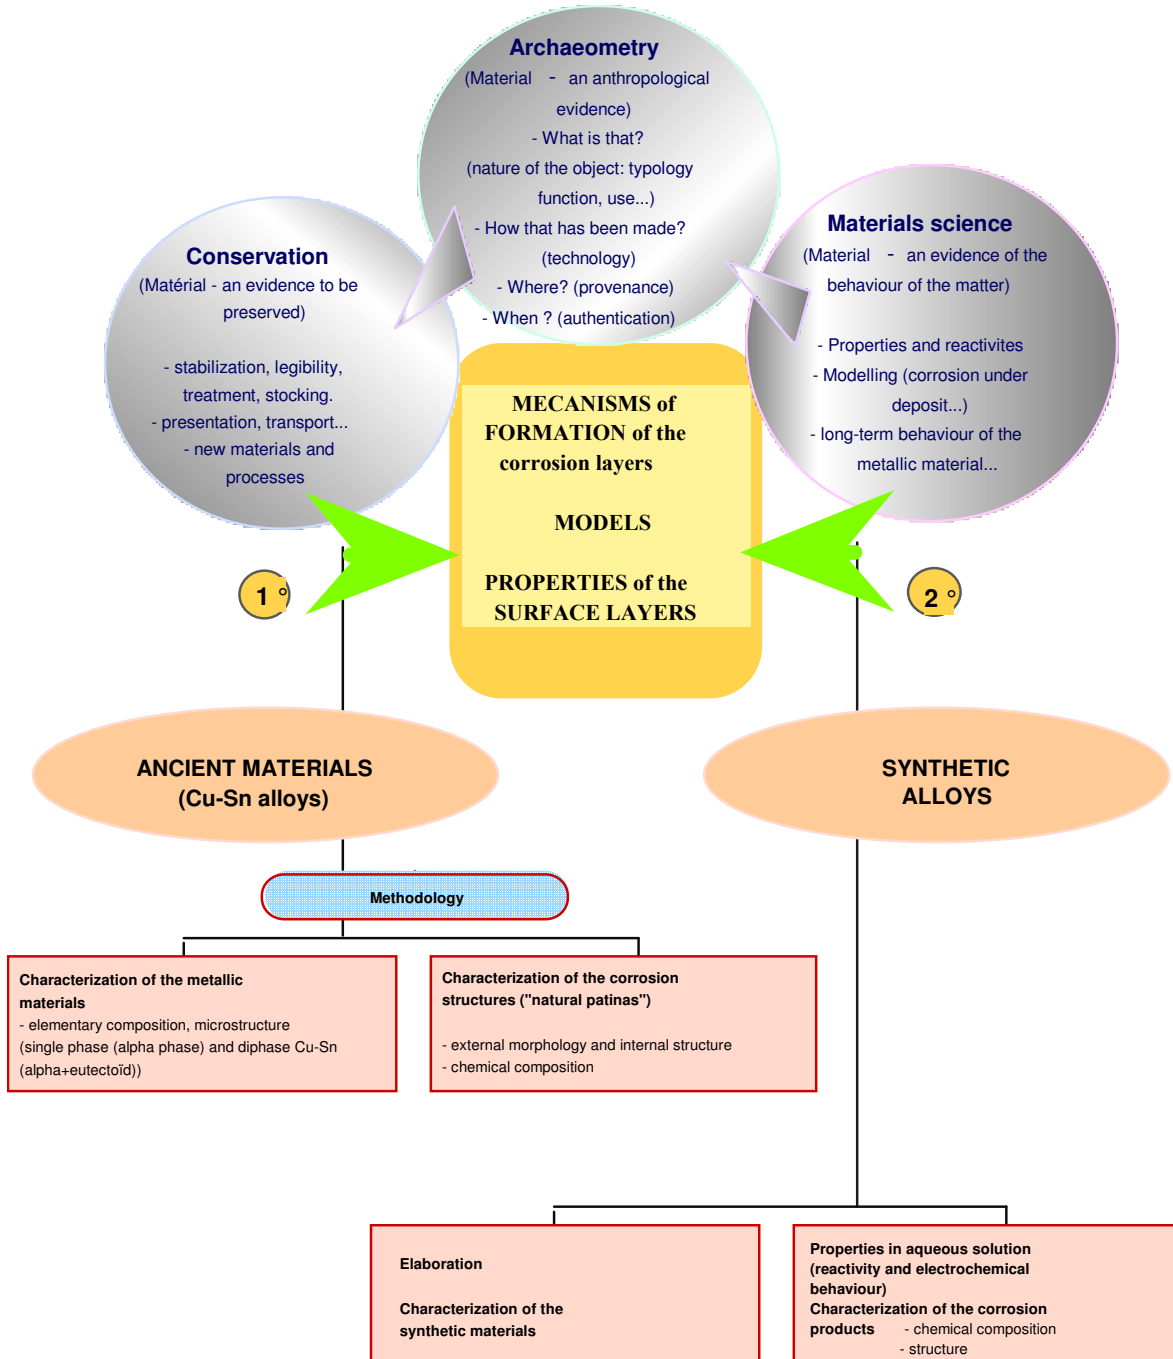 Archaeometry
(Material - an anthropological
evidence)
- What is that?
(nature of the object: typology
function, use...)
- How that has been made?
(technology)
- Where? (provenance)
- When ? (authentication)
Conservation
(Matérial - an evidence to be
preserved)
- stabilization, legibility,
treatment, stocking.
- presentation, transport...
- new materials and
processes
Materials science
(Material - an evidence of the
behaviour of the matter)
- Properties and reactivites
- Modelling (corrosion under
deposit...)
- long-term behaviour of the
metallic material...
MECANISMS of
FORMATION of the
corrosion layers
MODELS
PROPERTIES of the
SURFACE LAYERS
1 °
2 °
ANCIENT MATERIALS
(Cu-Sn alloys)
SYNTHETIC
ALLOYS
Methodology
Characterization of the metallic
materials
- elementary composition, microstructure
(single phase (alpha phase) and diphase Cu-Sn
(alpha+eutectoïd))
Characterization of the corrosion
structures ("natural patinas")
- external morphology and internal structure
- chemical composition
Elaboration
Characterization of the
synthetic materials
Properties in aqueous solution
(reactivity and electrochemical
behaviour)
Characterization of the corrosion
products - chemical composition
- structure